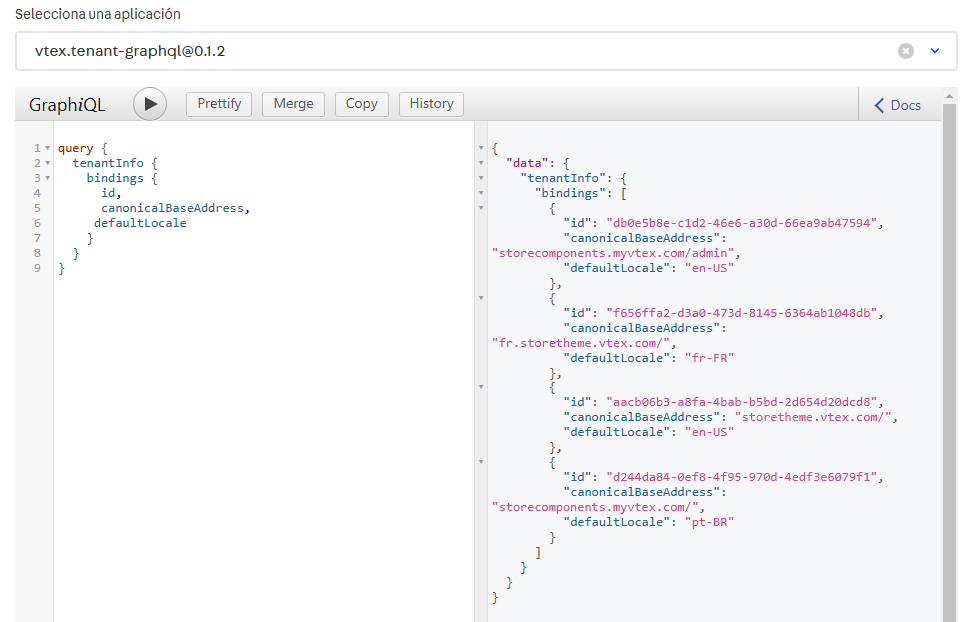 Selecciona una aplicación
vtex.tenant-graphql@0.1.2
GraphiQL
Prettify
Merge
Copy
History
Docs
1 query {
2   tenantInfo {
3     bindings {
4       id,
5       canonicalBaseAddress,
6      defaultLocale
7     }
8   }
9 }
{
  "data": {
    "tenantInfo": {
      "bindings": [
        {
          "id": "db0e5b8e-c1d2-46e6-a30d-66ea9ab47594",
          "canonicalBaseAddress":
"storecomponents.myvtex.com/admin",
          "defaultLocale": "en-US"
        },
        {
          "id": "f656ffa2-d3a0-473d-8145-6364ab1048db",
          "canonicalBaseAddress":
"fr.storetheme.vtex.com/",
          "defaultLocale": "fr-FR"
        },
        {
          "id": "aacb06b3-a8fa-4bab-b5bd-2d654d20dcd8",
          "canonicalBaseAddress": "storetheme.vtex.com/",
          "defaultLocale": "en-US"
        },
        {
          "id": "d244da84-0ef8-4f95-970d-4edf3e6079f1",
          "canonicalBaseAddress":
"storecomponents.myvtex.com/",
          "defaultLocale": "pt-BR"
        }
      ]
    }
  }
}